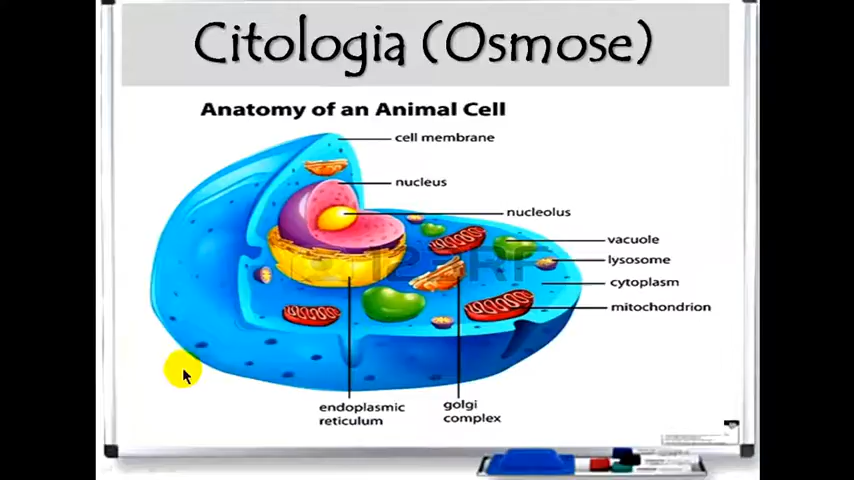 Citologia (Osmose)
Anatomy of an Animal Cell
cell membrane
nucleus
nucleolus
vacuole
lysosome
cytoplasm
mitochondrion
endoplasmic
reticulum
golgi
complex
123RF